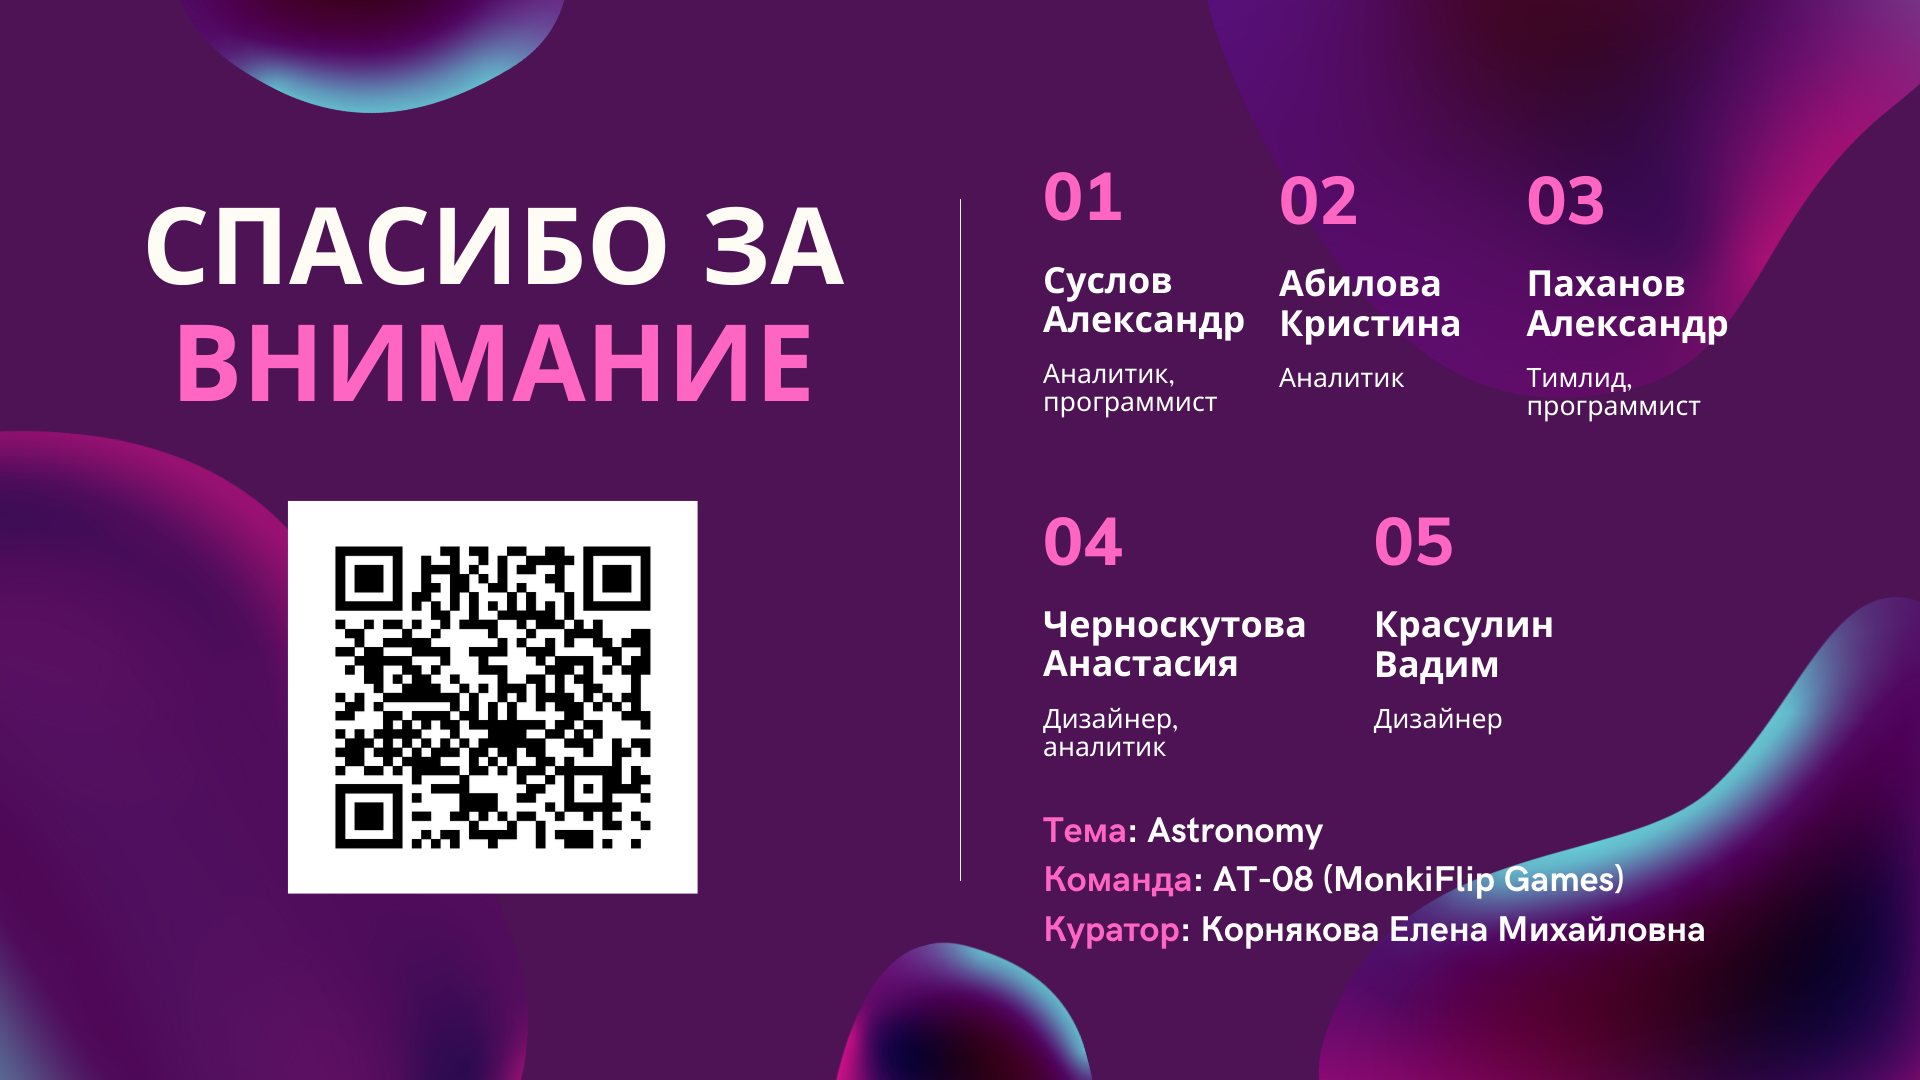 СПАСИБО ЗА
ВНИМАНИЕ
01
Суслов
Александр
Аналитик,
программист
02
Абилова
Кристина
Аналитик
03
Паханов
Александр
Тимлид,
программист
04
Черноскутова
Анастасия
Дизайнер,
аналитик
05
Красулин
Вадим
Дизайнер
Тема: Astronomy
Команда: АТ-08 (MonkiFlip Games)
Куратор: Корнякова Елена Михайловна